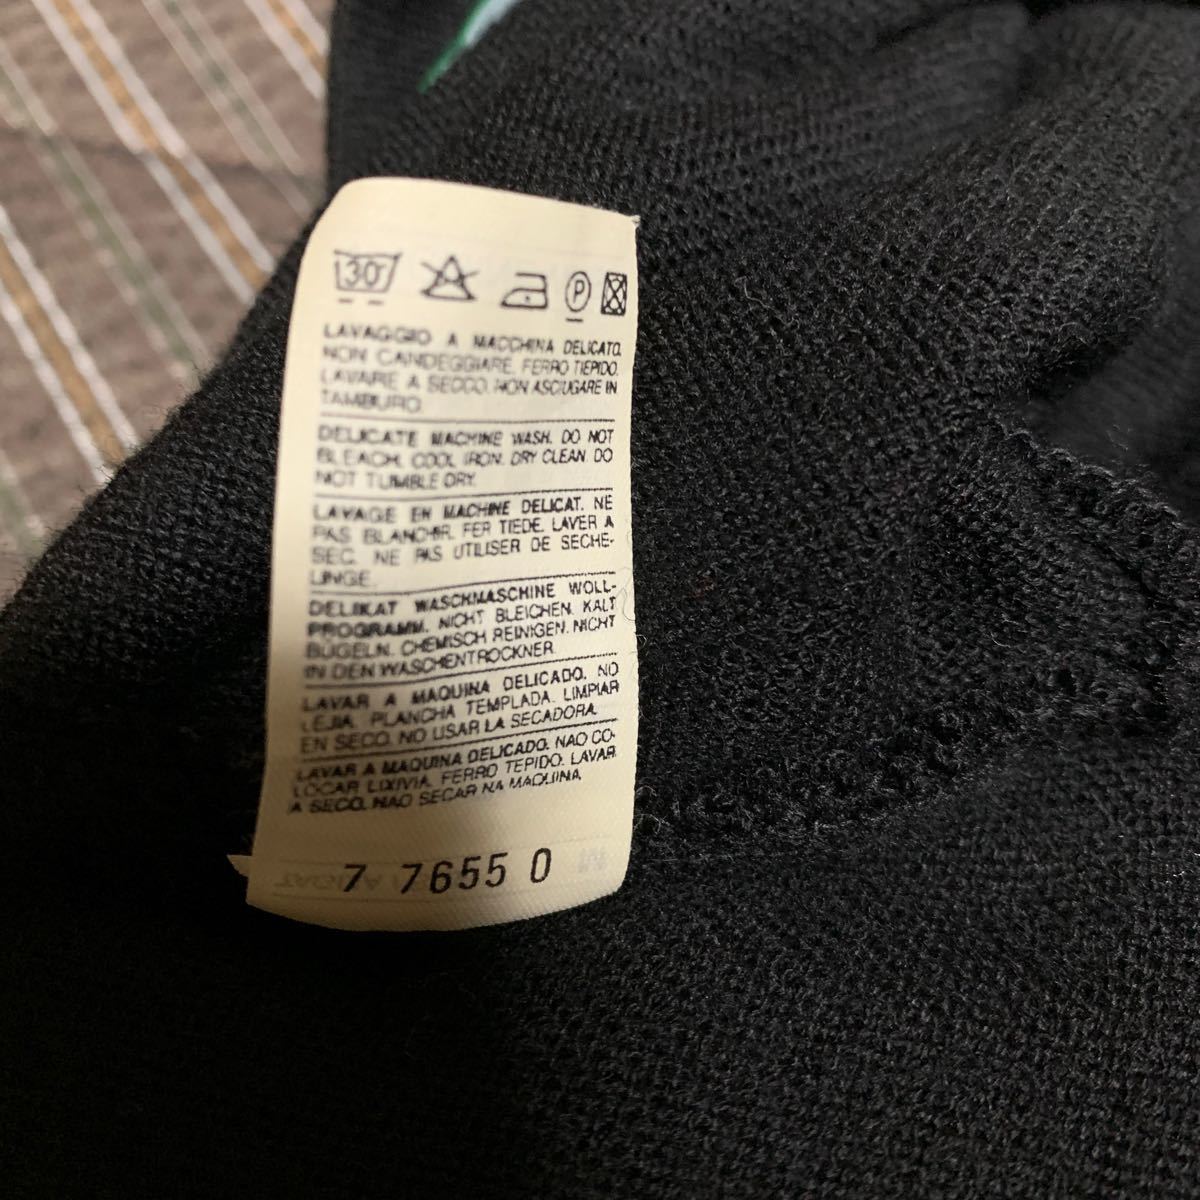 30°
P
LAVAGGIO A MACCHINA DELICATO.
NON CANDEGGIARE. FERRO TIEPIDO.
LAVARE A SECCO. NON ASCIUGARE IN
TAMBURO.
DELICATE MACHINE WASH. DO NOT
BLEACH. COOL IRON. DRY CLEAN. DO
NOT TUMBLE DRY.
LAVAGE EN MACHINE DELICAT. NE
PAS BLANCHIR. FER TIEDE. LAVER A
SEC. NE PAS UTILISER DE SECHE-
LINGE.
DELIKAT WASCHMASCHINE WOLL-
PROGRAMM. NICHT BLEICHEN. KALT
BÜGELN. CHEMISCH REINIGEN. NICHT
IN DEN WASCHENTROCKNER.
LAVAR A MAQUINA DELICADO. NO
LEJIA. PLANCHA TEMPLADA. LIMPIAR
EN SECO. NO USAR LA SECADORA.
LAVAR A MAQUINA DELICADO. NAO CO-
LOCAR LIXIVIA. FERRO TEPIDO. LAVAR
A SECO. NAO SECAR NA MAQUINA.
7 7655 0